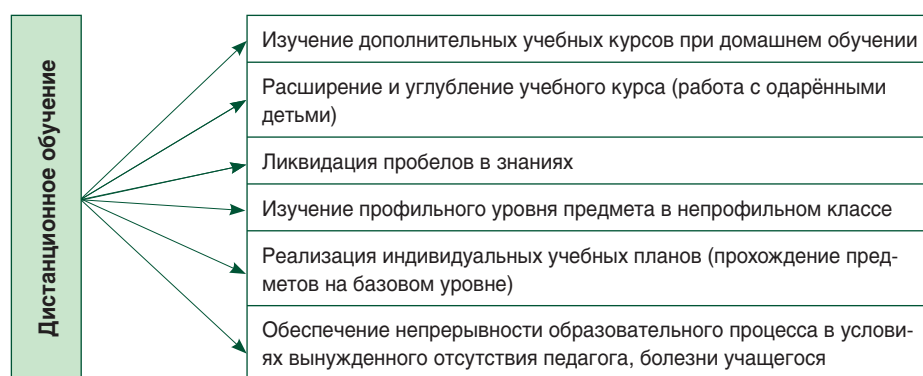 Дистанционное обучение
Изучение дополнительных учебных курсов при домашнем обучении
Расширение и углубление учебного курса (работа с одарёнными
детьми)
Ликвидация пробелов в знаниях
Изучение профильного уровня предмета в непрофильном классе
Реализация индивидуальных учебных планов (прохождение пред-
метов на базовом уровне)
Обеспечение непрерывности образовательного процесса в услови-
ях вынужденного отсутствия педагога, болезни учащегося